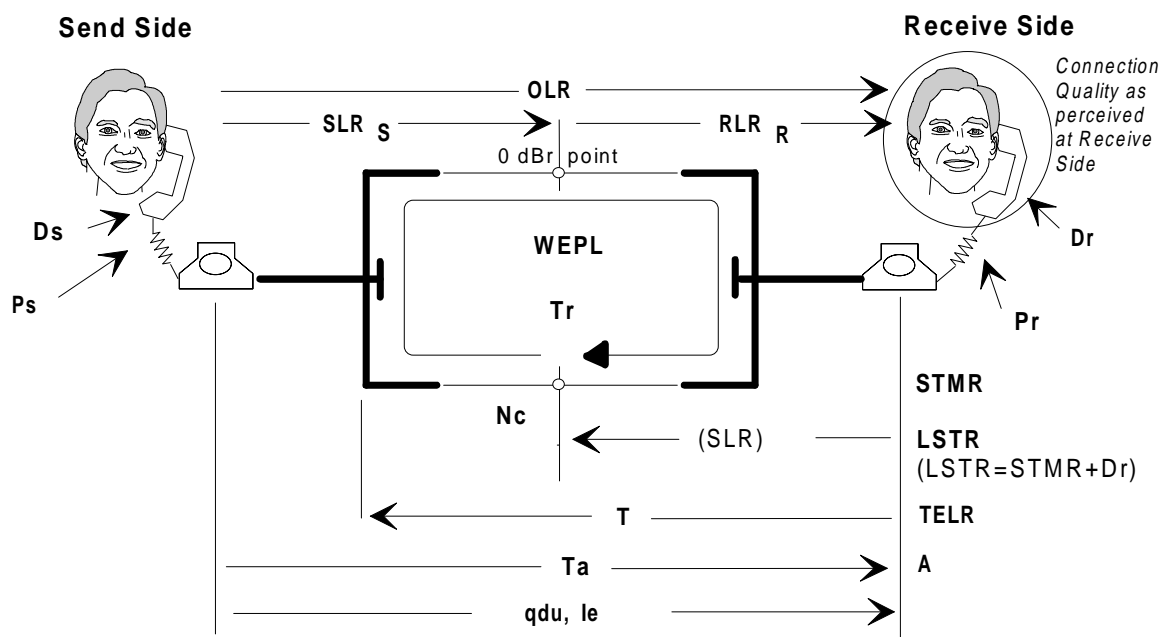 Send Side
Receive Side
Connection
Quality as
perceived
at Receive
Side
OLR
SLR S
RLR R
0 dBr point
Ds
Dr
WEPL
Ps
Tr
Pr
STMR
Nc
(SLR)
LSTR
(LSTR=STMR+Dr)
T
TELR
Ta
A
qdu, Ie